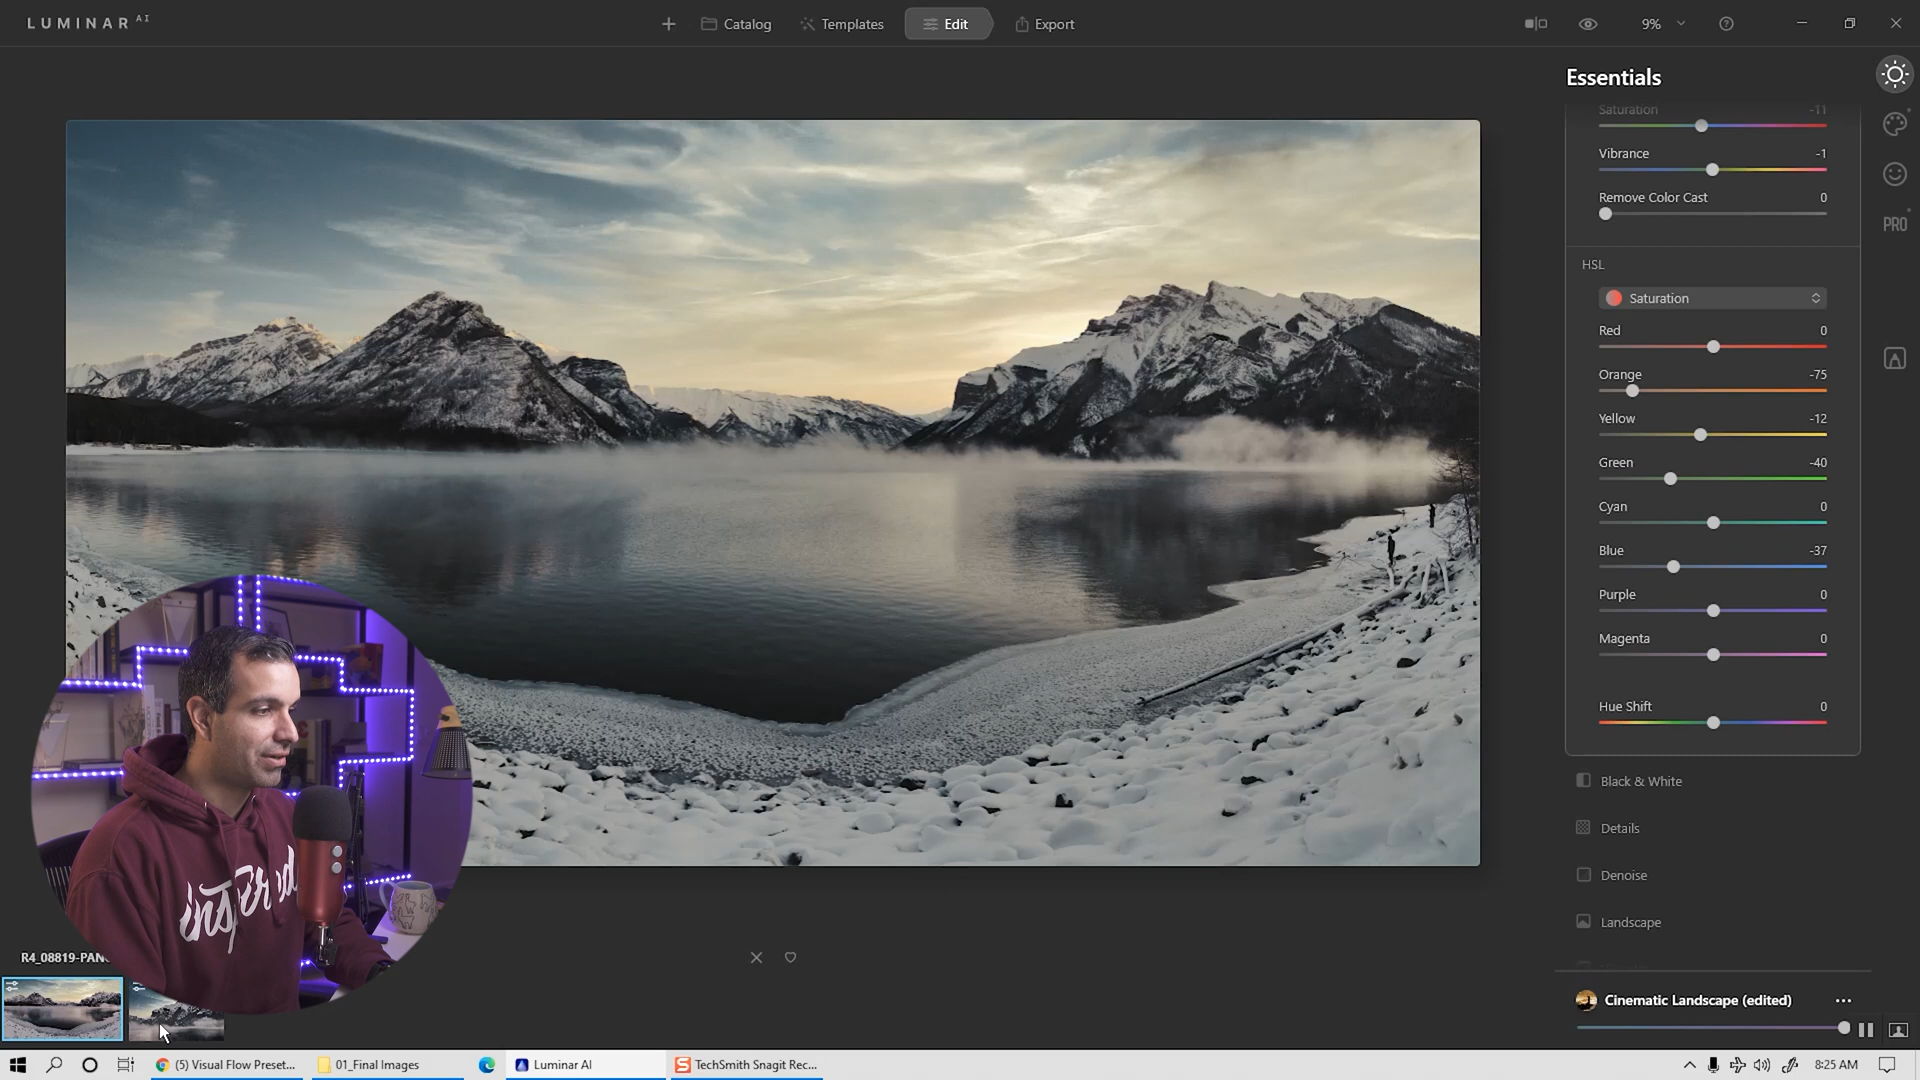 LUMINAR AI
Catalog
Templates
Edit
Export
9%
Essentials
Saturation -11
Vibrance -1
Remove Color Cast 0
PRO
HSL
Saturation
Red 0
Orange -75
Yellow -12
Green -40
Cyan 0
Blue -37
Purple 0
Magenta 0
Hue Shift 0
Black & White
Details
Denoise
Landscape
Cinematic Landscape (edited)
R4_08819-PANO
(5) Visual Flow Preset...
01_Final Images
Luminar AI
TechSmith Snagit Rec...
8:25 AM